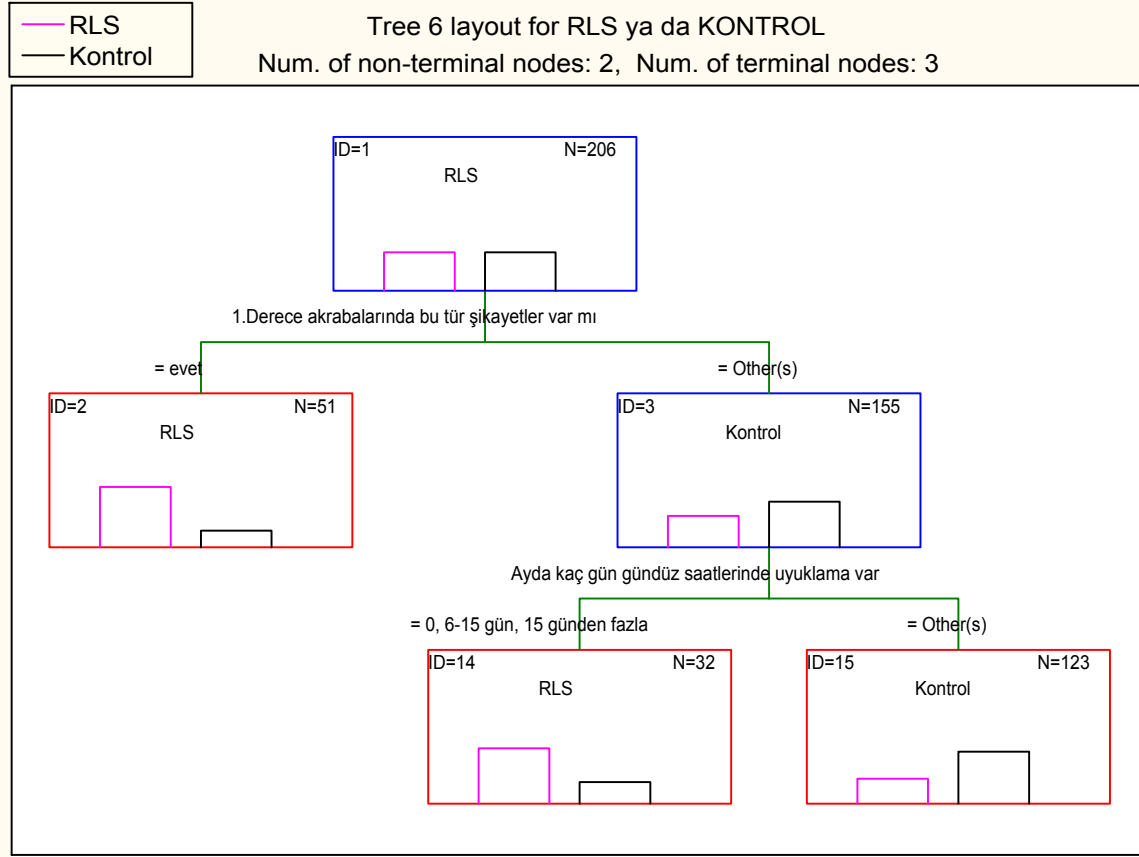 RLS
Kontrol
Tree 6 layout for RLS ya da KONTROL
Num. of non-terminal nodes: 2, Num. of terminal nodes: 3
ID=1 N=206
RLS
1.Derece akrabalarında bu tür şikayetler var mı
= evet = Other(s)
ID=2 N=51 ID=3 N=155
RLS Kontrol
Ayda kaç gün gündüz saatlerinde uyuklama var
= 0, 6-15 gün, 15 günden fazla = Other(s)
ID=14 N=32 ID=15 N=123
RLS Kontrol